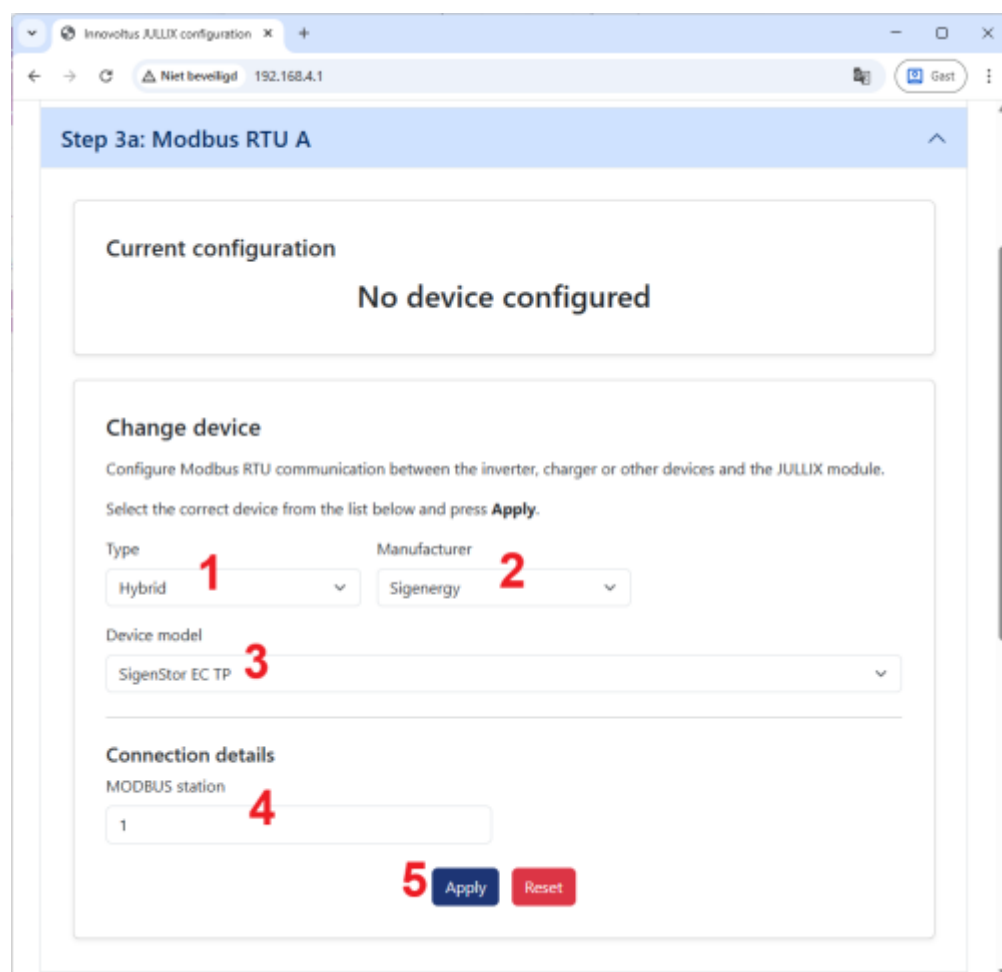 Innovoltus JULLIX configuration
Niet beveiligd 192.168.4.1 Gast
Step 3a: Modbus RTU A
Current configuration
No device configured
Change device
Configure Modbus RTU communication between the inverter, charger or other devices and the JULLIX module.
Select the correct device from the list below and press Apply.
Type Manufacturer
Hybrid 1 Sigenergy 2
Device model
SigenStor EC TP 3
Connection details
MODBUS station
1 4
5 Apply Reset